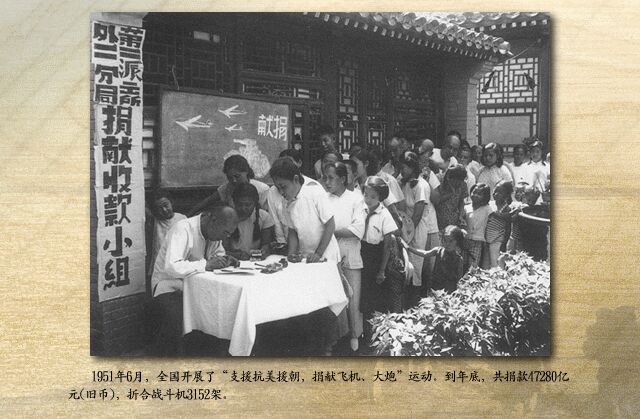 外二分局
派出所
捐献收款小组
捐献
1951年6月，全国开展了“支援抗美援朝，捐献飞机、大炮”运动。到年底，共捐款47280亿
元(旧币)，折合战斗机3152架。